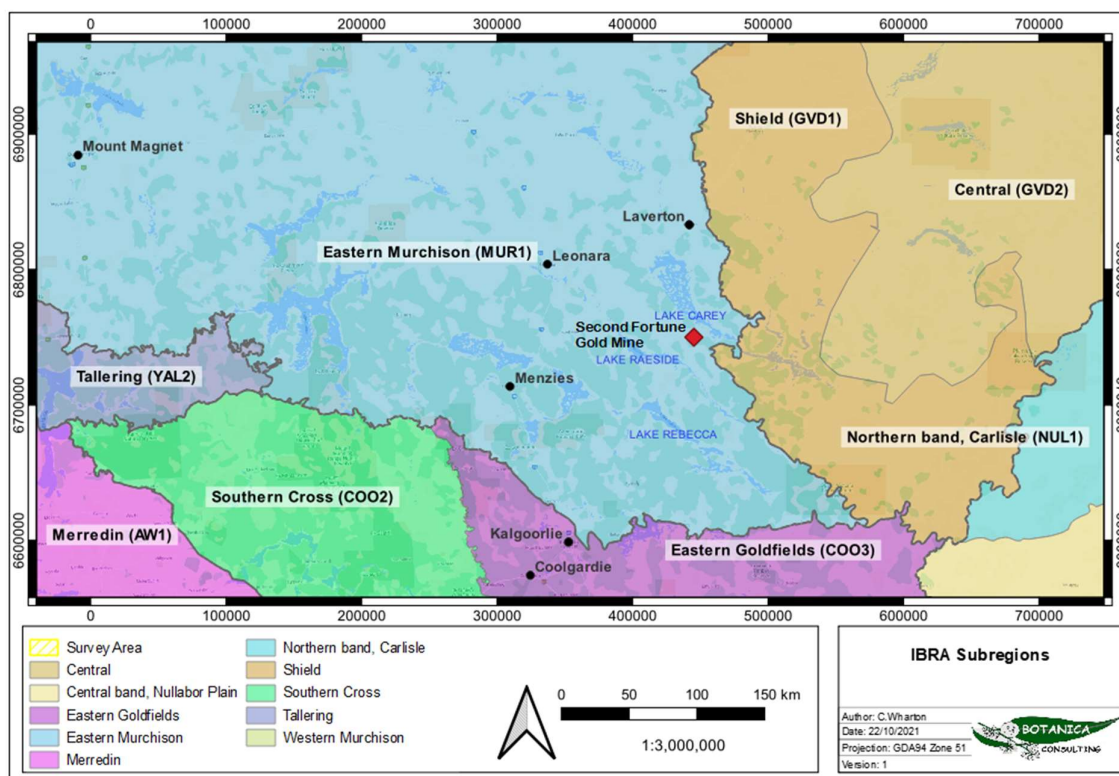 0 100000 200000 300000 400000 500000 600000 700000
6900000
6800000
6700000
6600000
Mount Magnet
Shield (GVD1)
Central (GVD2)
Laverton
Eastern Murchison (MUR1)
Leonara
LAKE CAREY
Second Fortune
Gold Mine
LAKE RAESIDE
Tallering (YAL2)
Menzies
LAKE REBECCA
Northern band, Carlisle (NUL1)
Southern Cross (COO2)
Merredin (AW1)
Kalgoorlie
Eastern Goldfields (COO3)
Coolgardie
0 100000 200000 300000 400000 500000 600000 700000
Survey Area
Central
Central band, Nullabor Plain
Eastern Goldfields
Eastern Murchison
Merredin
Northern band, Carlisle
Shield
Southern Cross
Tallering
Western Murchison
0 50 100 150 km
1:3,000,000
IBRA Subregions
Author: C.Wharton
Date: 22/10/2021
Projection: GDA94 Zone 51
Version: 1
BOTANICA
CONSULTING